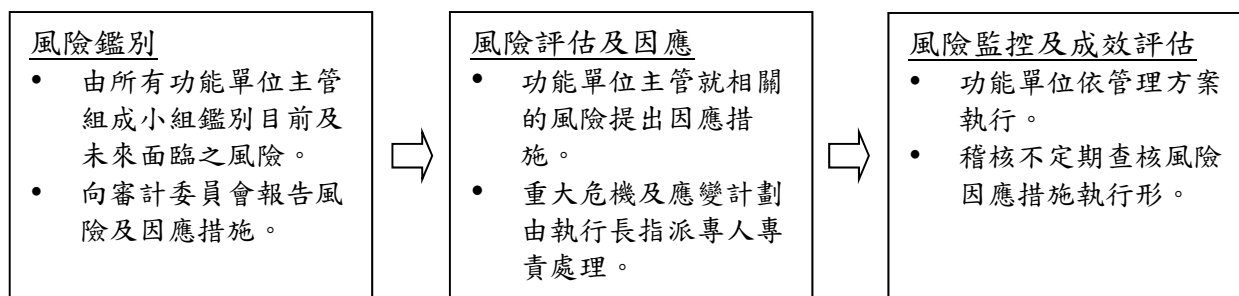 風險鑑別
• 由所有功能單位主管
組成小組鑑別目前及
未來面臨之風險。
• 向審計委員會報告風
險及因應措施。
風險評估及因應
• 功能單位主管就相關
的風險提出因應措
施。
• 重大危機及應變計劃
由執行長指派專人專
責處理。
風險監控及成效評估
• 功能單位依管理方案
執行。
• 稽核不定期查核風險
因應措施執行形。